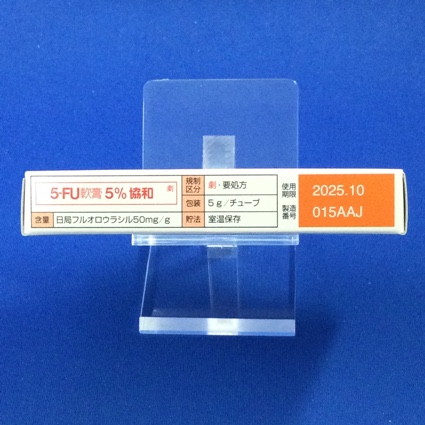 5-FU軟膏5%協和 劇
含量 日局フルオロウラシル50mg/g
規制区分 劇・要処方
包装 5g/チューブ
貯法 室温保存
使用期限 2025.10
製造番号 015AAJ